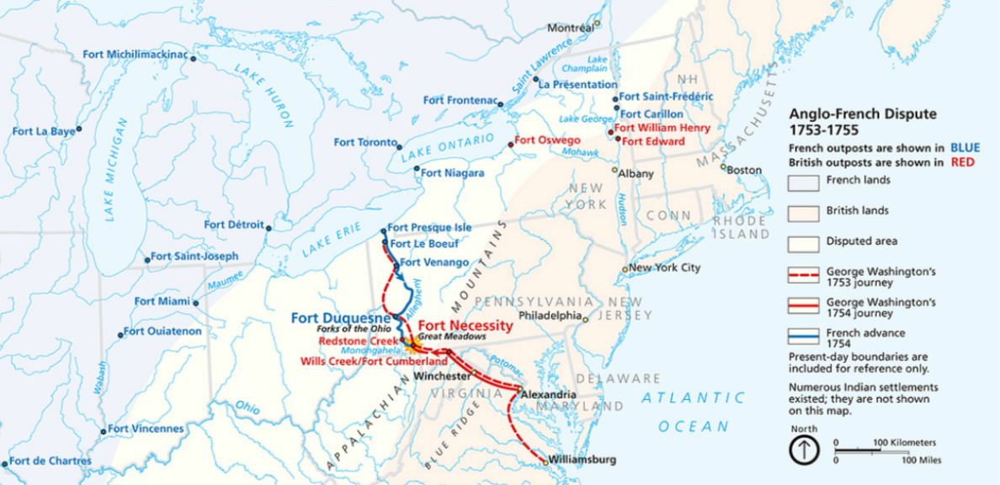 Montréal
Fort Michilimackinac
Lake
Champlain
Saint Lawrence
La Présentation
NH
LAKE HURON
Fort Saint-Frédéric
Fort Frontenac
Fort Carillon
Lake George
Fort La Baye
Fort William Henry
Fort Edward
Fort Toronto
LAKE ONTARIO
Fort Oswego
Mohawk
MASSACHUSETTS
LAKE MICHIGAN
Fort Niagara
Albany
Boston
NEW
YORK
Hudson
CONN
RHODE
ISLAND
Fort Détroit
LAKE ERIE
Fort Presque Isle
Fort Le Boeuf
Fort Saint-Joseph
Fort Venango
New York City
Maumee
Allegheny
MOUNTAINS
Fort Miami
PENNSYLVANIA
NEW
JERSEY
Philadelphia
Fort Duquesne
Forks of the Ohio
Fort Necessity
Great Meadows
Fort Ouiatenon
Redstone Creek
Monongahela
Wills Creek/Fort Cumberland
Potomac
Wabash
Winchester
DELAWARE
VIRGINIA
Alexandria
MARYLAND
ATLANTIC
OCEAN
Ohio
APPALACHIAN
BLUE RIDGE
Fort Vincennes
Fort de Chartres
Williamsburg
Anglo-French Dispute
1753-1755
French outposts are shown in BLUE
British outposts are shown in RED
French lands
British lands
Disputed area
George Washington's
1753 journey
George Washington's
1754 journey
French advance
1754
Present-day boundaries are
included for reference only.
Numerous Indian settlements
existed; they are not shown
on this map.
North
0 100 Kilometers
0 100 Miles